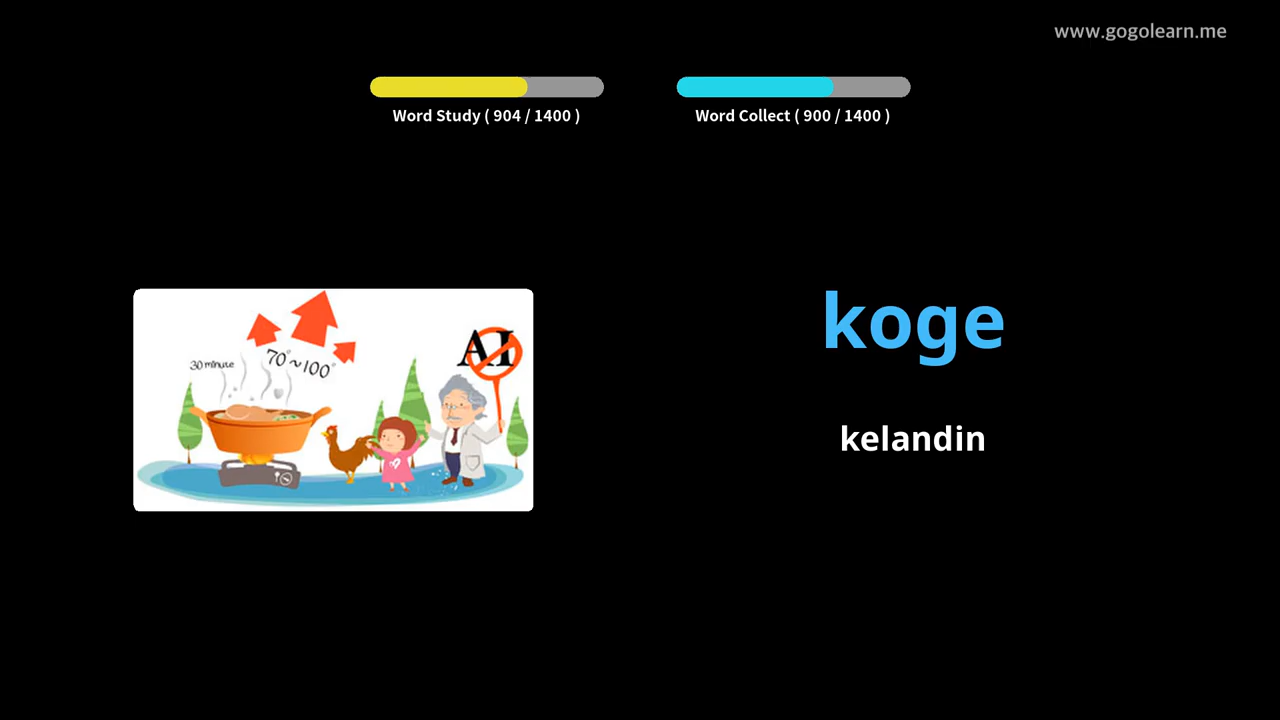 www.gogolearn.me
Word Study ( 904 / 1400 )
Word Collect ( 900 / 1400 )
30 minute
70°~100°
AI
koge
kelandin